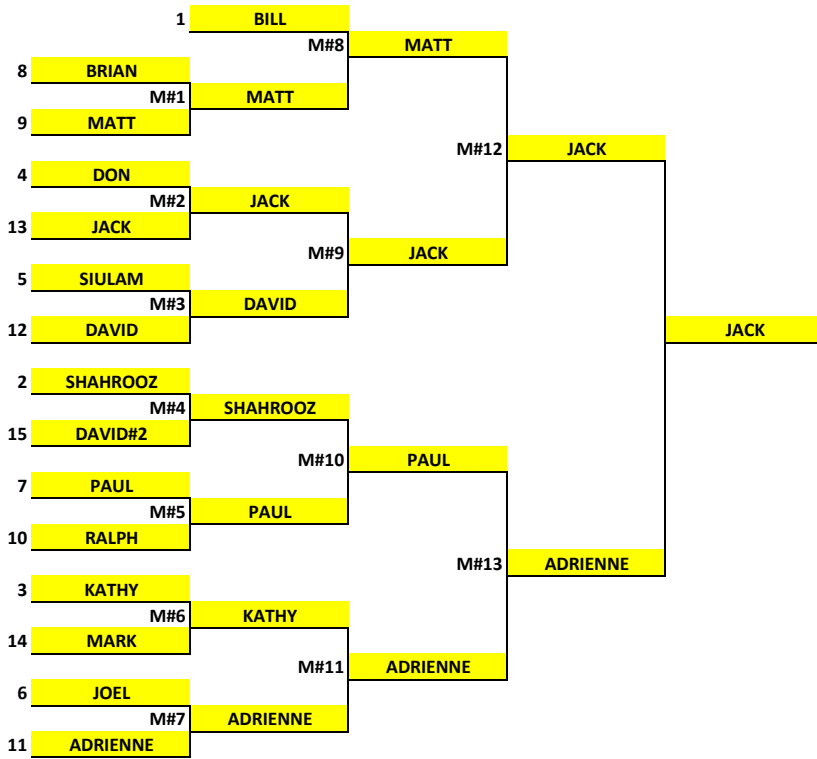 1 BILL
M#8 MATT
8 BRIAN
M#1 MATT
9 MATT
M#12 JACK
4 DON
M#2 JACK
13 JACK
M#9 JACK
5 SIULAM
M#3 DAVID
12 DAVID
JACK
2 SHAHROOZ
M#4 SHAHROOZ
15 DAVID#2
M#10 PAUL
7 PAUL
M#5 PAUL
10 RALPH
M#13 ADRIENNE
3 KATHY
M#6 KATHY
14 MARK
M#11 ADRIENNE
6 JOEL
M#7 ADRIENNE
11 ADRIENNE